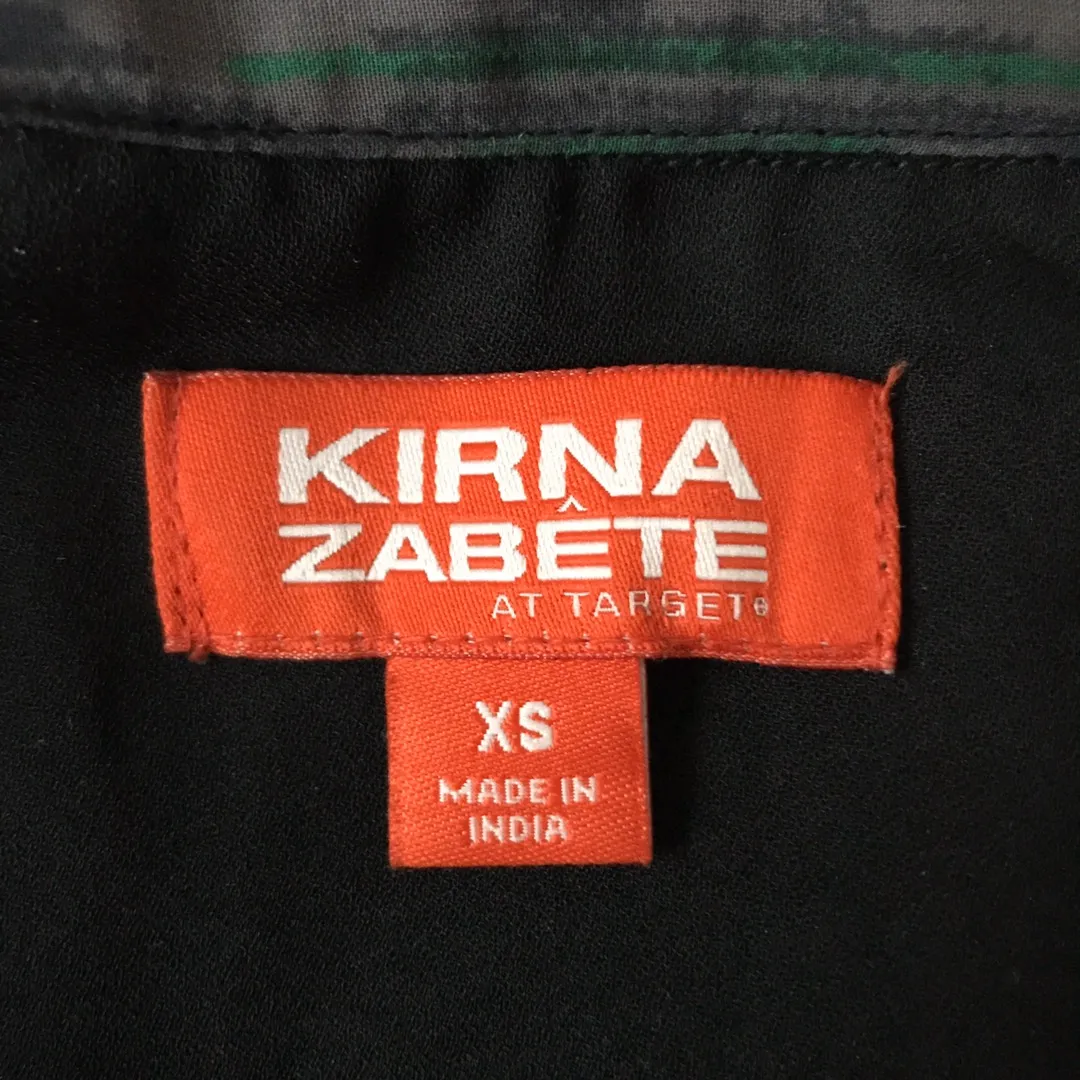 KIRNA
ZABÊTE
AT TARGET®
XS
MADE IN
INDIA